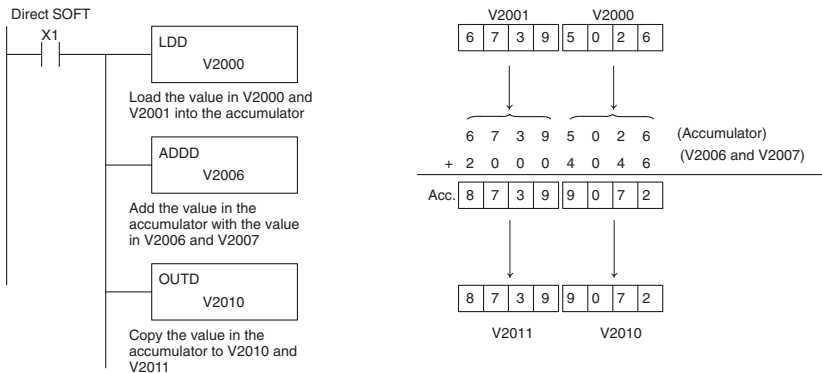 Direct SOFT
X1
LDD
V2000
Load the value in V2000 and
V2001 into the accumulator
ADDD
V2006
Add the value in the
accumulator with the value
in V2006 and V2007
OUTD
V2010
Copy the value in the
accumulator to V2010 and
V2011
V2001 V2000
6 7 3 9 5 0 2 6
6 7 3 9 5 0 2 6 (Accumulator)
+ 2 0 0 0 4 0 4 6 (V2006 and V2007)
Acc. 8 7 3 9 9 0 7 2
8 7 3 9 9 0 7 2
V2011 V2010